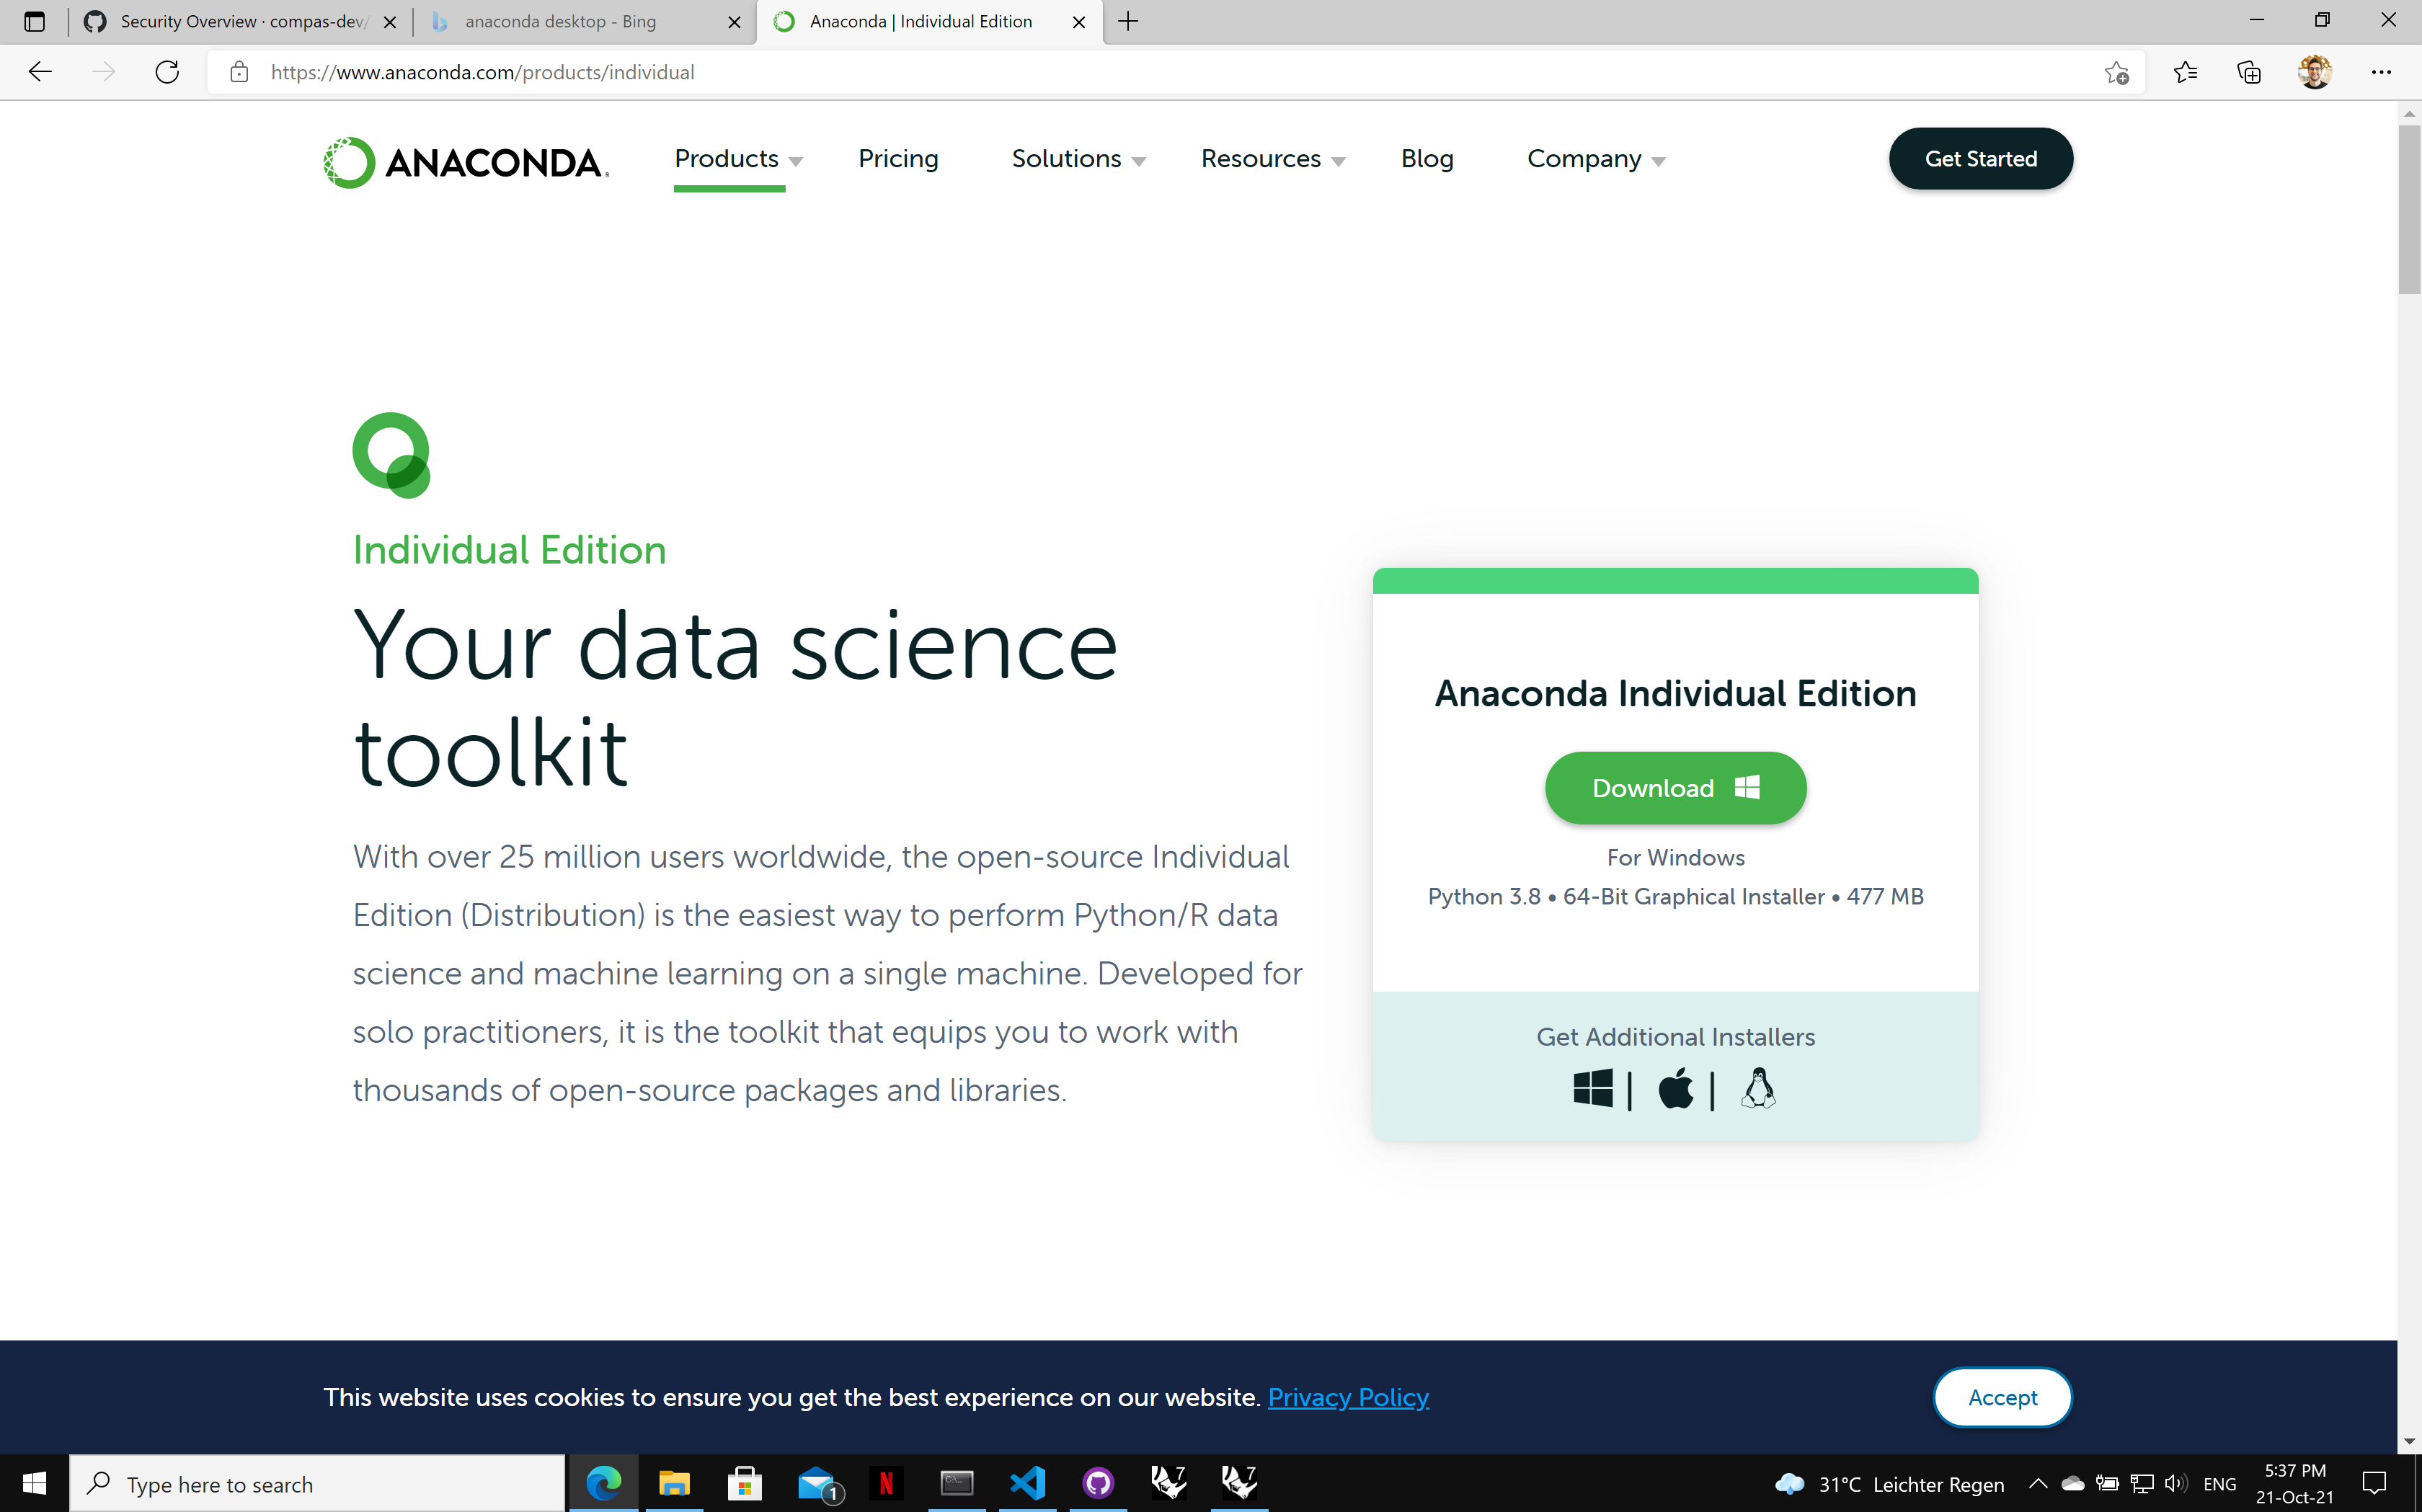 Security Overview · compas-dev/
anaconda desktop - Bing
Anaconda | Individual Edition
https://www.anaconda.com/products/individual
ANACONDA.
Products
Pricing
Solutions
Resources
Blog
Company
Get Started
Individual Edition
Your data science
toolkit
With over 25 million users worldwide, the open-source Individual
Edition (Distribution) is the easiest way to perform Python/R data
science and machine learning on a single machine. Developed for
solo practitioners, it is the toolkit that equips you to work with
thousands of open-source packages and libraries.
Anaconda Individual Edition
Download
For Windows
Python 3.8 • 64-Bit Graphical Installer • 477 MB
Get Additional Installers
| |
This website uses cookies to ensure you get the best experience on our website. Privacy Policy
Accept
Type here to search
1
N
C:\_
7
7
31°C Leichter Regen
ENG
5:37 PM
21-Oct-21